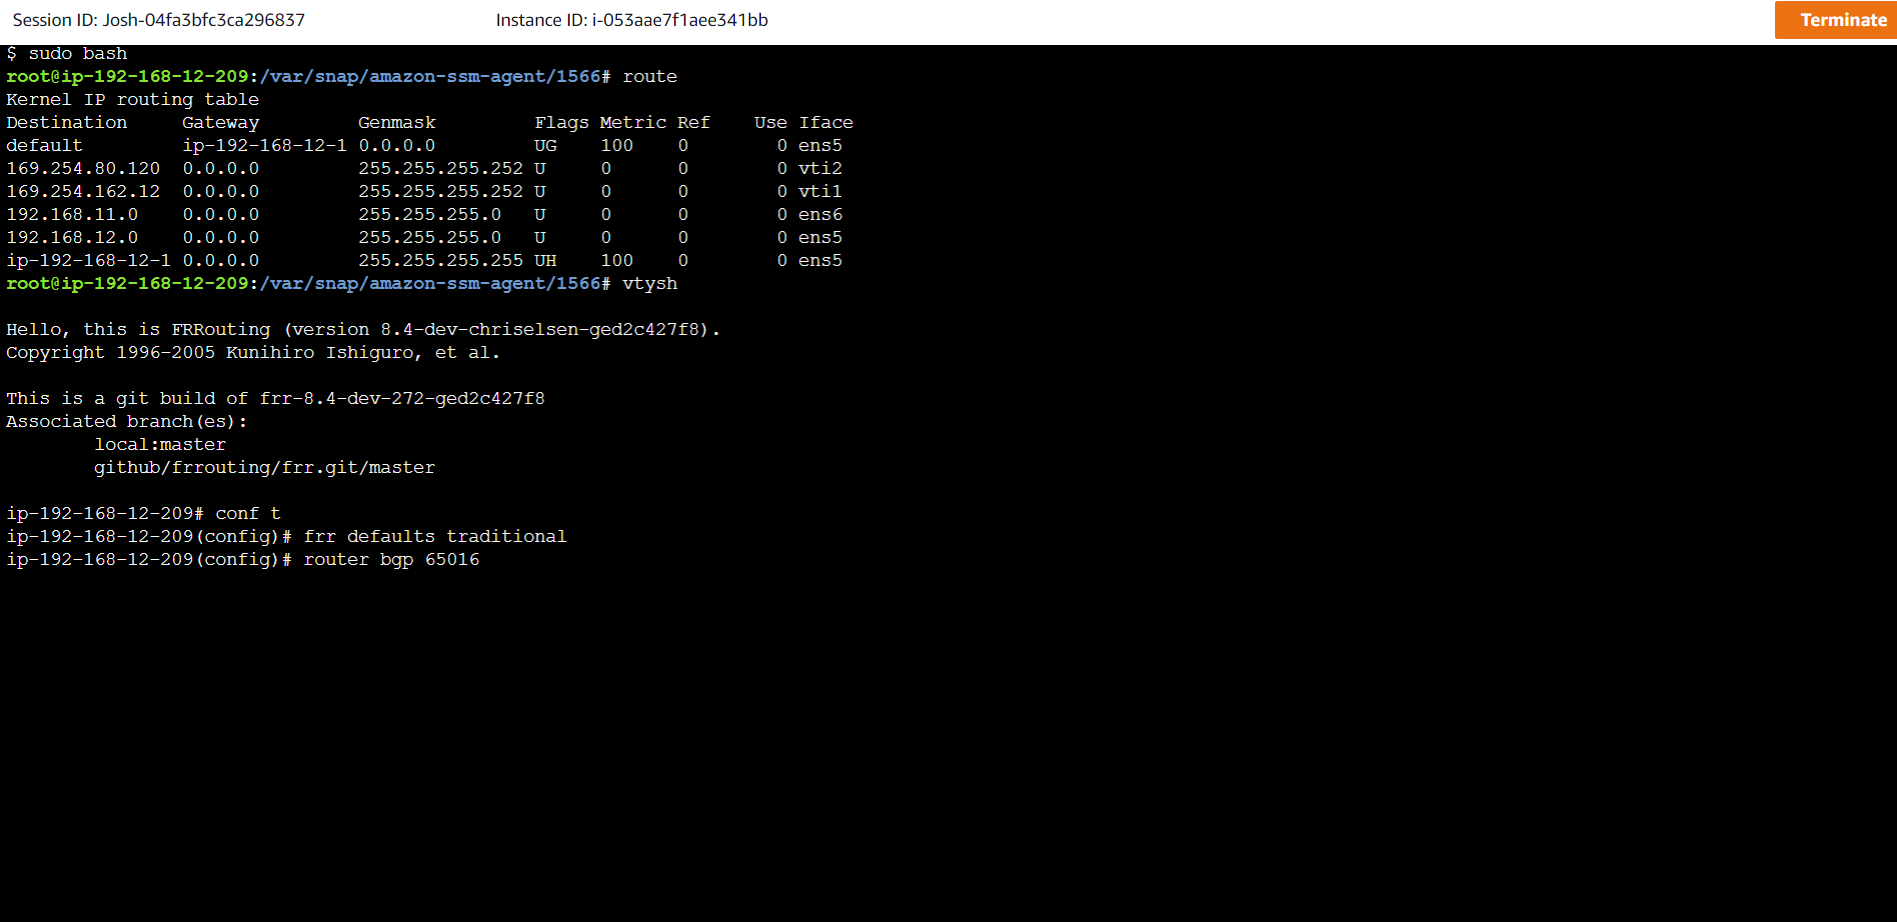 Session ID: Josh-04fa3bfc3ca296837 Instance ID: i-053aae7f1aee341bb Terminate
$ sudo bash
root@ip-192-168-12-209:/var/snap/amazon-ssm-agent/1566# route
Kernel IP routing table
Destination     Gateway         Genmask         Flags Metric Ref    Use Iface
default         ip-192-168-12-1 0.0.0.0         UG    100    0        0 ens5
169.254.80.120  0.0.0.0         255.255.255.252 U     0      0        0 vti2
169.254.162.12  0.0.0.0         255.255.255.252 U     0      0        0 vti1
192.168.11.0    0.0.0.0         255.255.255.0   U     0      0        0 ens6
192.168.12.0    0.0.0.0         255.255.255.0   U     0      0        0 ens5
ip-192-168-12-1 0.0.0.0         255.255.255.255 UH    100    0        0 ens5
root@ip-192-168-12-209:/var/snap/amazon-ssm-agent/1566# vtysh
Hello, this is FRRouting (version 8.4-dev-chriselsen-ged2c427f8).
Copyright 1996-2005 Kunihiro Ishiguro, et al.
This is a git build of frr-8.4-dev-272-ged2c427f8
Associated branch(es):
        local:master
        github/frrouting/frr.git/master
ip-192-168-12-209# conf t
ip-192-168-12-209(config)# frr defaults traditional
ip-192-168-12-209(config)# router bgp 65016